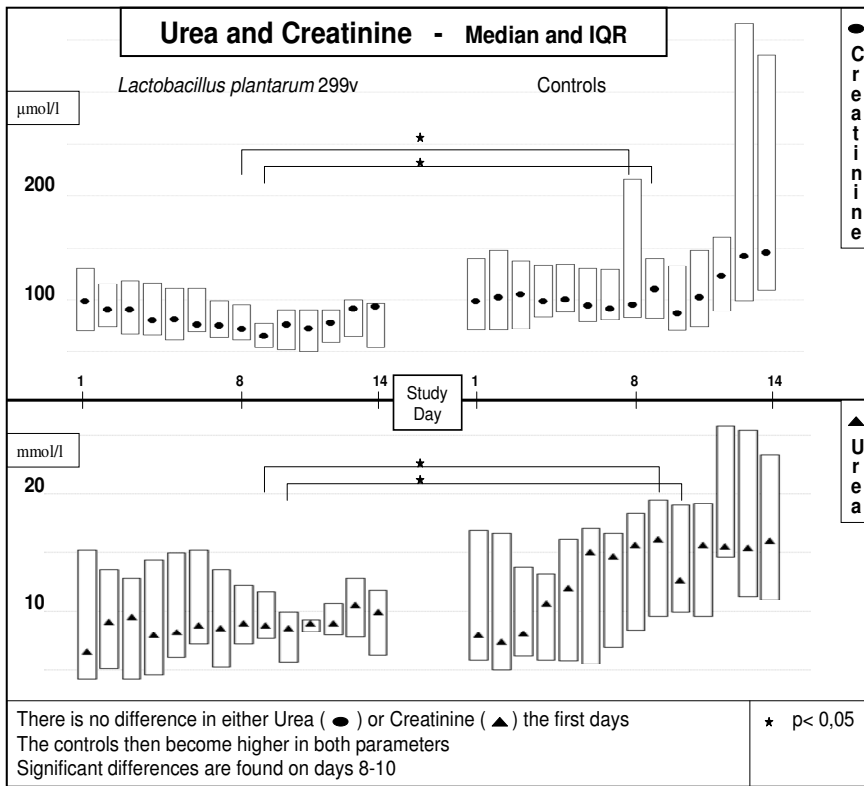 Urea and Creatinine - Median and IQR
Lactobacillus plantarum 299v
Controls
µmol/l
Creatinine
200
100
1
8
14
Study
Day
1
8
14
mmol/l
Urea
20
10
There is no difference in either Urea ( ● ) or Creatinine ( ▲ ) the first days
The controls then become higher in both parameters
Significant differences are found on days 8-10
★ p< 0,05